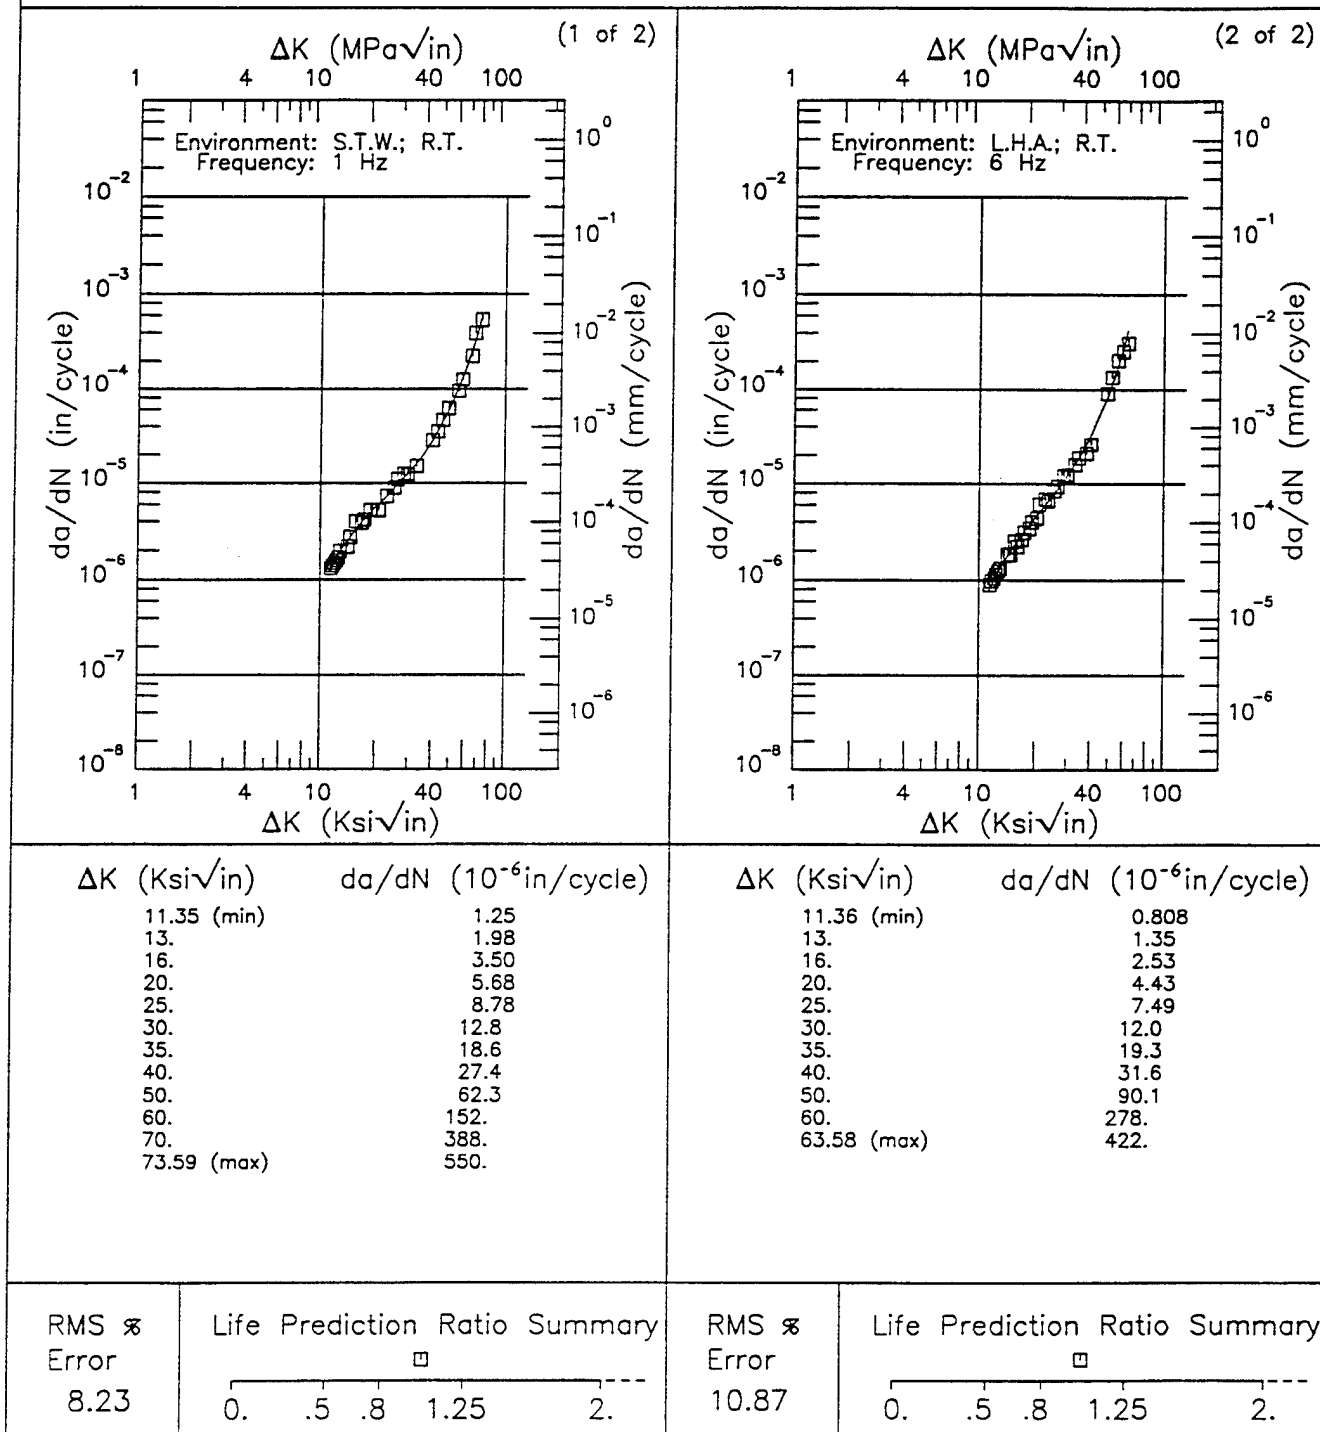 (1 of 2)
ΔK (MPa√in)
1 4 10 40 100
Environment: S.T.W.; R.T.
Frequency: 1 Hz
da/dN (in/cycle)
10⁻²
10⁻³
10⁻⁴
10⁻⁵
10⁻⁶
10⁻⁷
10⁻⁸
da/dN (mm/cycle)
10⁰
10⁻¹
10⁻²
10⁻³
10⁻⁴
10⁻⁵
10⁻⁶
1 4 10 40 100
ΔK (Ksi√in)
ΔK (Ksi√in) da/dN (10⁻⁶in/cycle)
11.35 (min) 1.25
13. 1.98
16. 3.50
20. 5.68
25. 8.78
30. 12.8
35. 18.6
40. 27.4
50. 62.3
60. 152.
70. 388.
73.59 (max) 550.
RMS %
Error
8.23
Life Prediction Ratio Summary
0. .5 .8 1.25 2.
(2 of 2)
ΔK (MPa√in)
1 4 10 40 100
Environment: L.H.A.; R.T.
Frequency: 6 Hz
da/dN (in/cycle)
10⁻²
10⁻³
10⁻⁴
10⁻⁵
10⁻⁶
10⁻⁷
10⁻⁸
da/dN (mm/cycle)
10⁰
10⁻¹
10⁻²
10⁻³
10⁻⁴
10⁻⁵
10⁻⁶
1 4 10 40 100
ΔK (Ksi√in)
ΔK (Ksi√in) da/dN (10⁻⁶in/cycle)
11.36 (min) 0.808
13. 1.35
16. 2.53
20. 4.43
25. 7.49
30. 12.0
35. 19.3
40. 31.6
50. 90.1
60. 278.
63.58 (max) 422.
RMS %
Error
10.87
Life Prediction Ratio Summary
0. .5 .8 1.25 2.